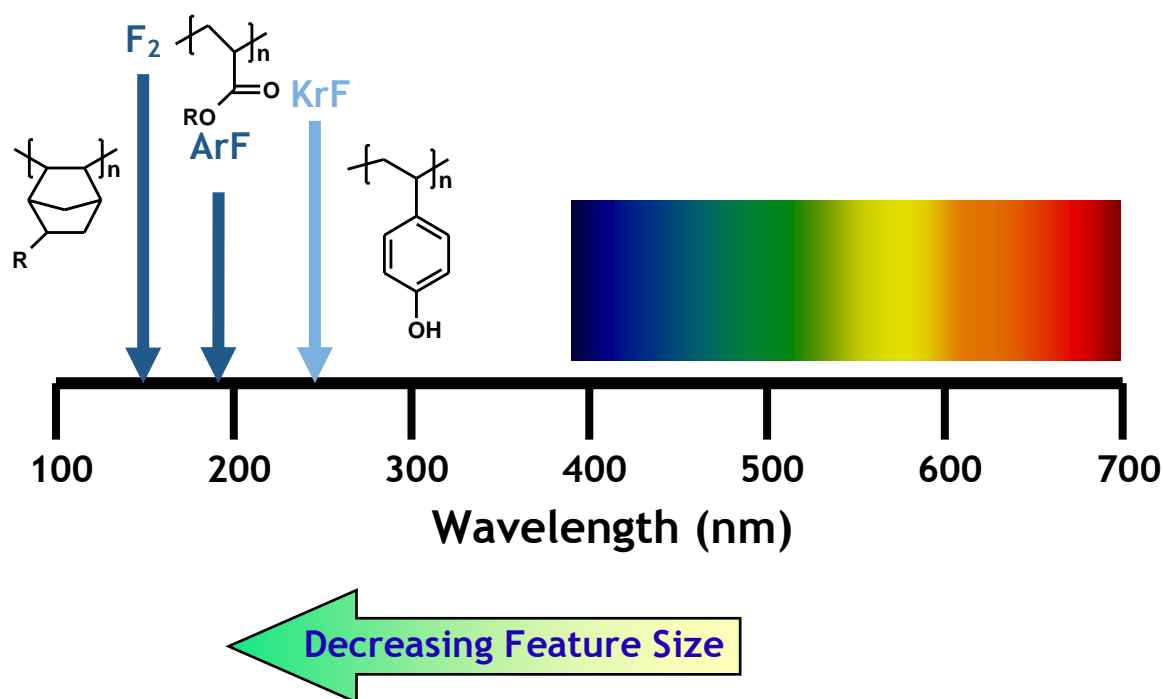 F₂
n
O
RO
KrF
ArF
n
R
n
OH
100 200 300 400 500 600 700
Wavelength (nm)
Decreasing Feature Size